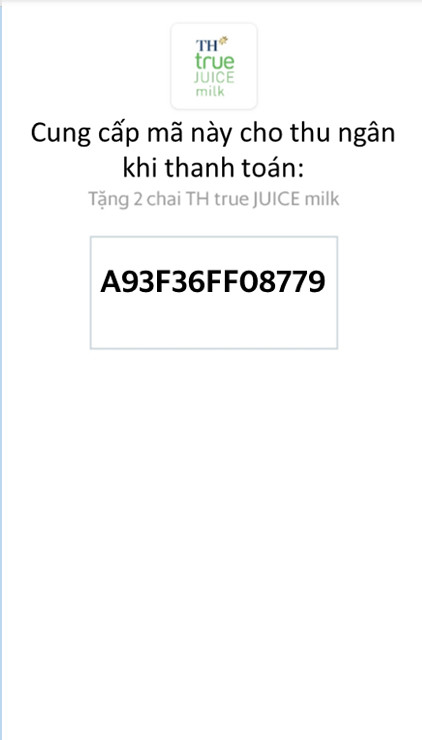 TH
true
JUICE
milk
Cung cấp mã này cho thu ngân
khi thanh toán:
Tặng 2 chai TH true JUICE milk
A93F36FF08779